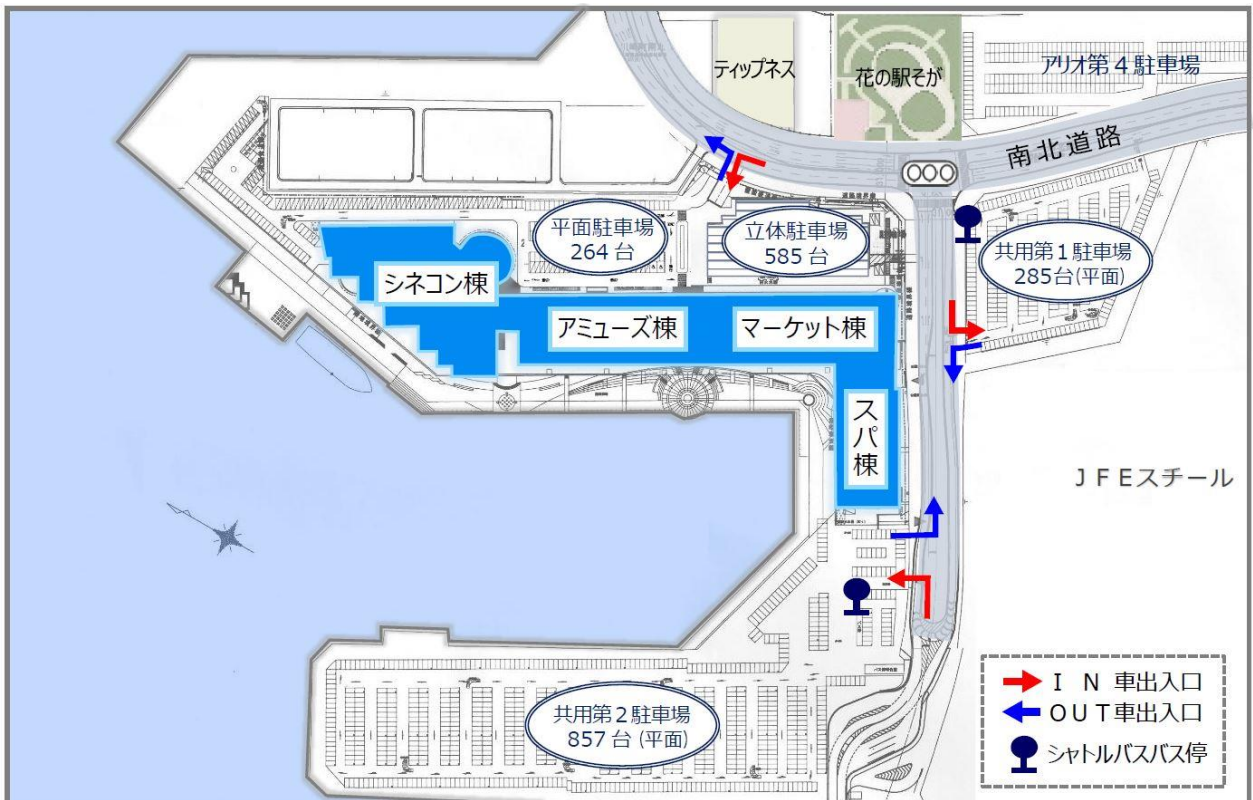 ティップネス
花の駅そが
アリオ第4駐車場
南北道路
平面駐車場
264台
立体駐車場
585台
共用第1駐車場
285台(平面)
シネコン棟
アミューズ棟
マーケット棟
スパ棟
JFEスチール
共用第2駐車場
857台(平面)
IN 車出入口
OUT車出入口
シャトルバスバス停